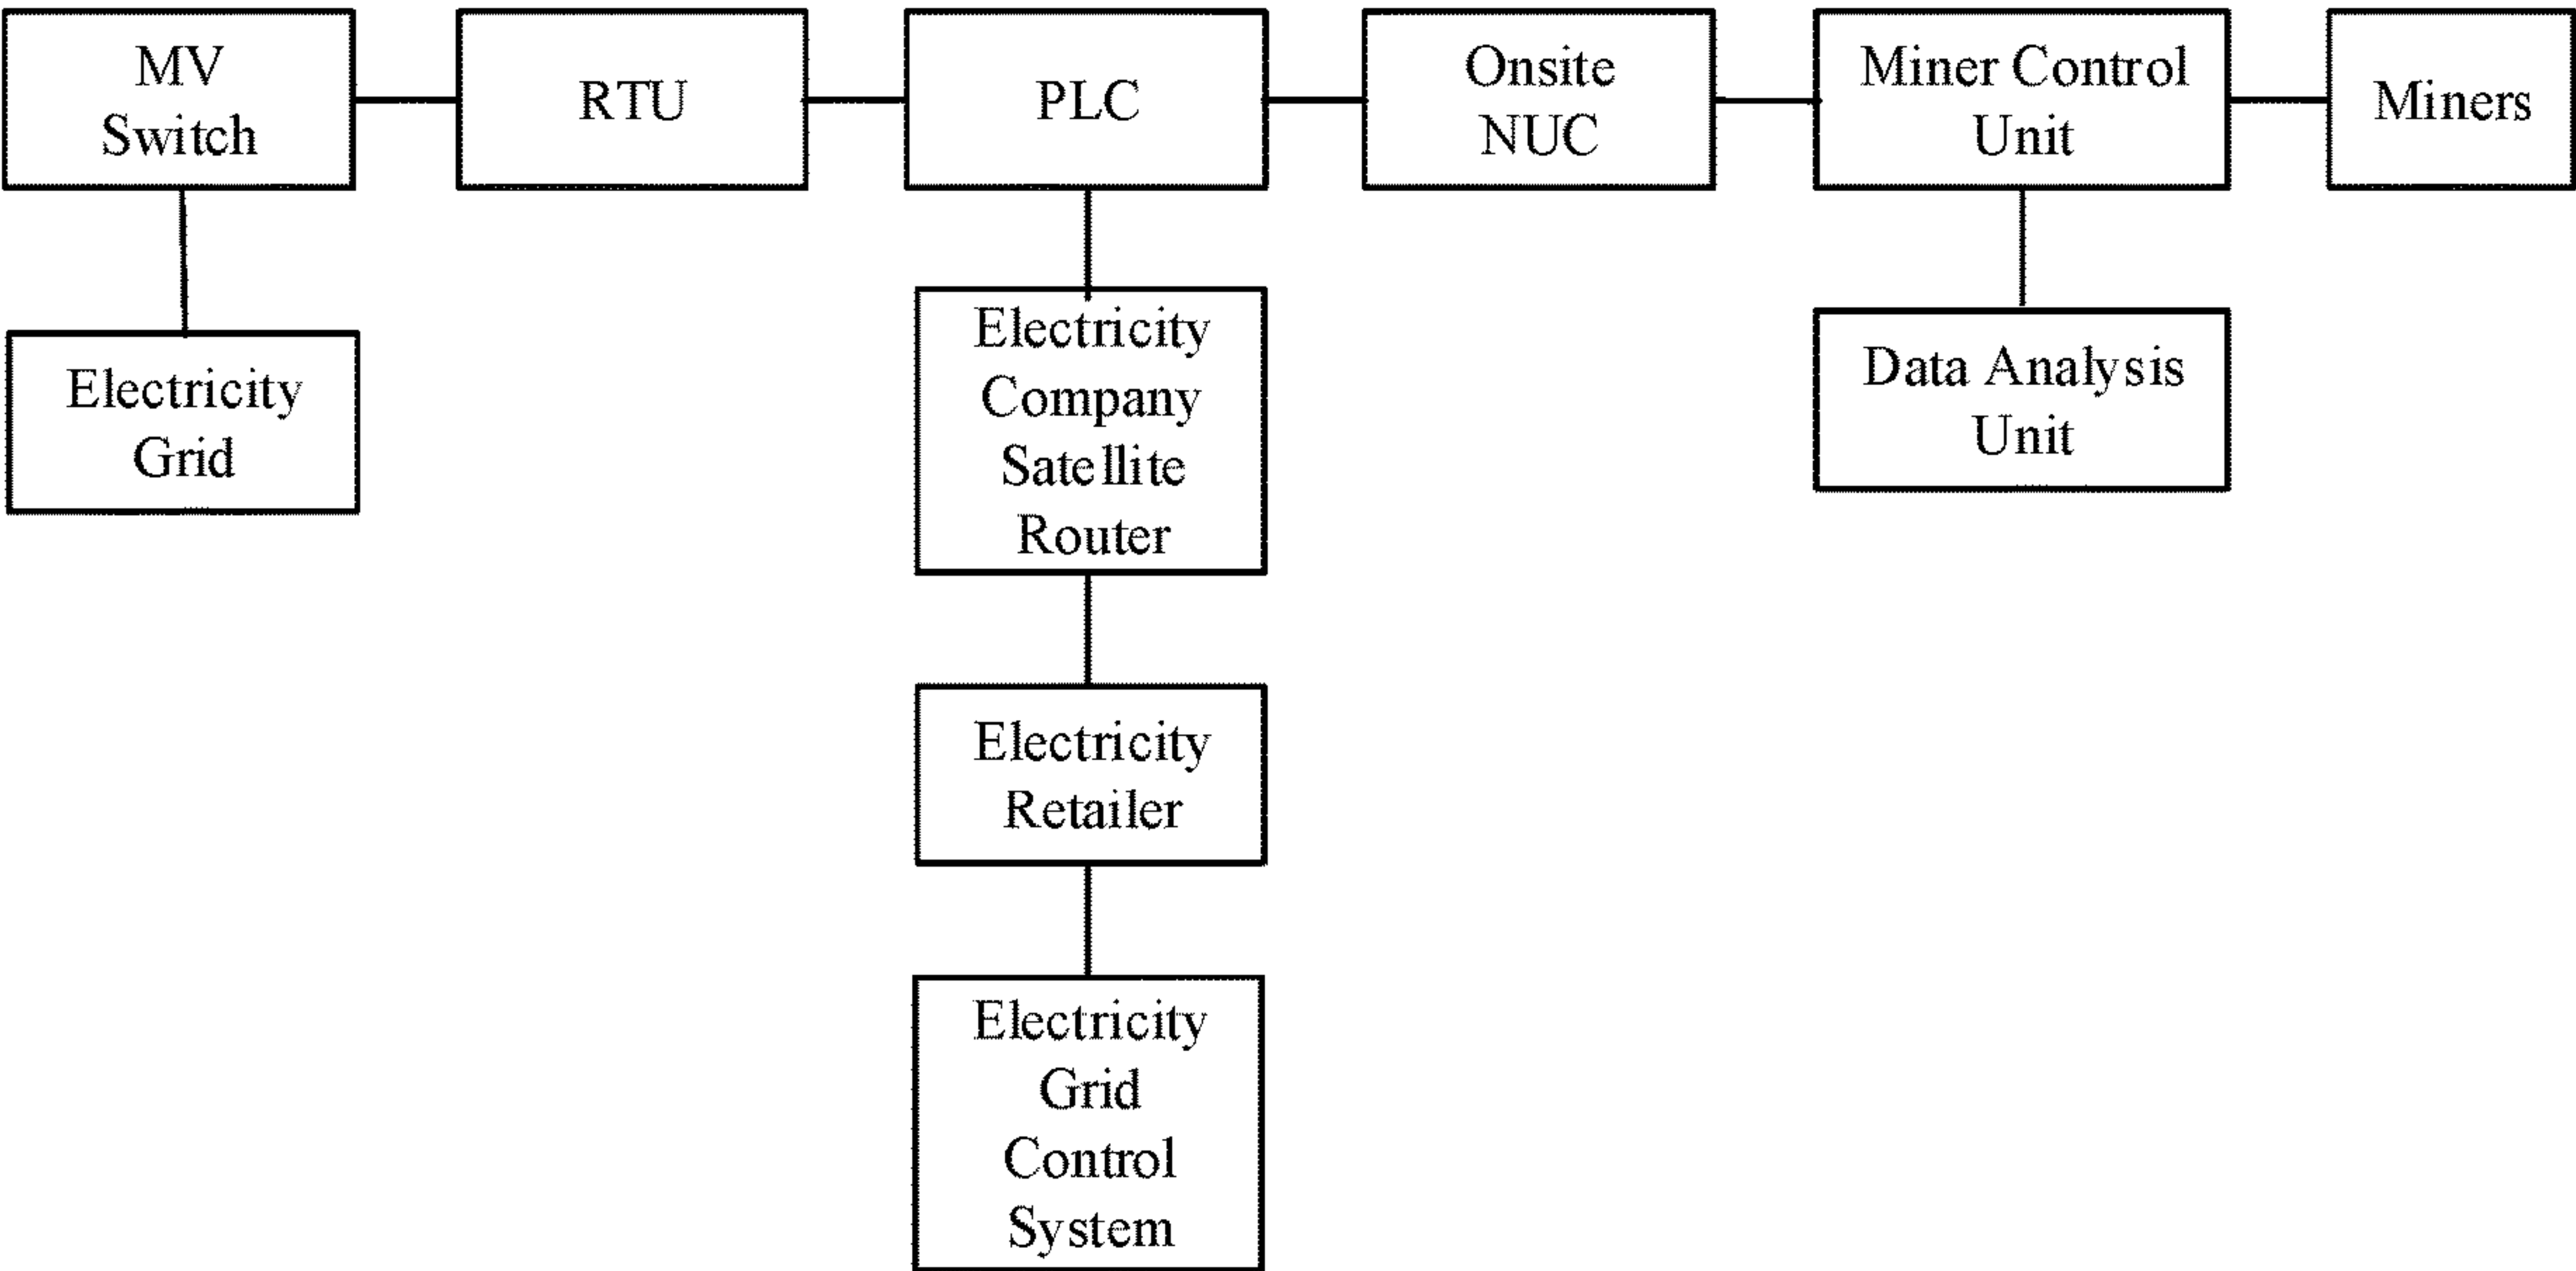 MV
Switch
RTU
PLC
Onsite
NUC
Miner Control
Unit
Miners
Electricity
Grid
Electricity
Company
Satellite
Router
Data Analysis
Unit
Electricity
Retailer
Electricity
Grid
Control
System